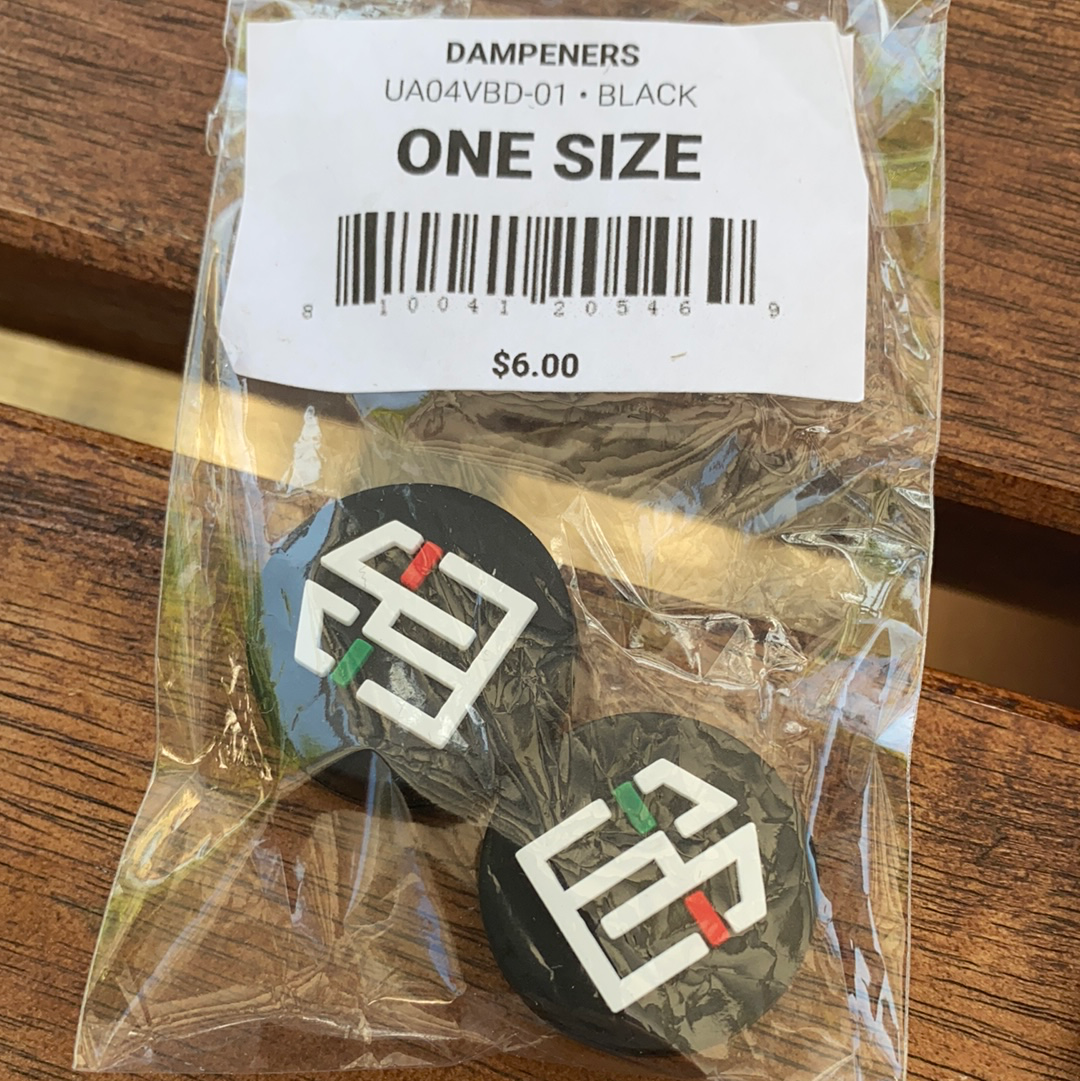 DAMPENERS
UA04VBD-01 • BLACK
ONE SIZE
8 10041 20546 9
$6.00